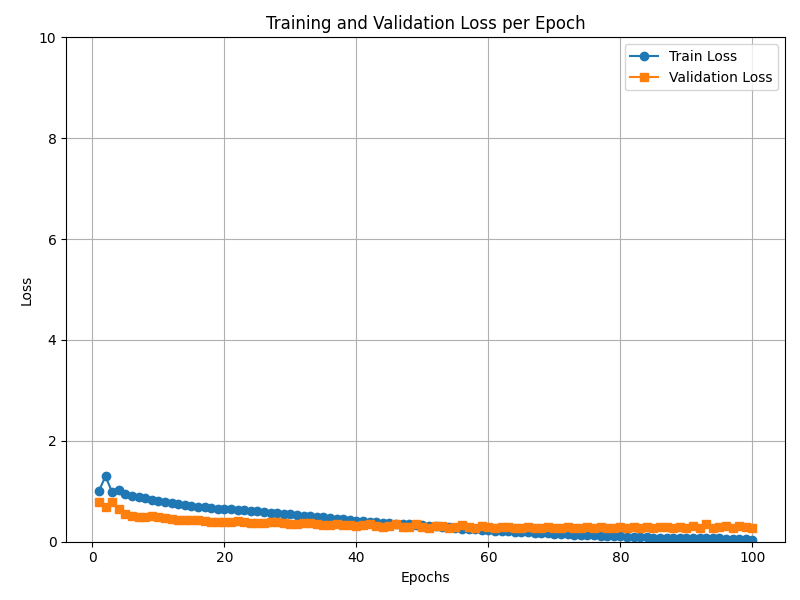 Training and Validation Loss per Epoch
10
8
6
4
2
0
Loss
Train Loss
Validation Loss
0 20 40 60 80 100
Epochs